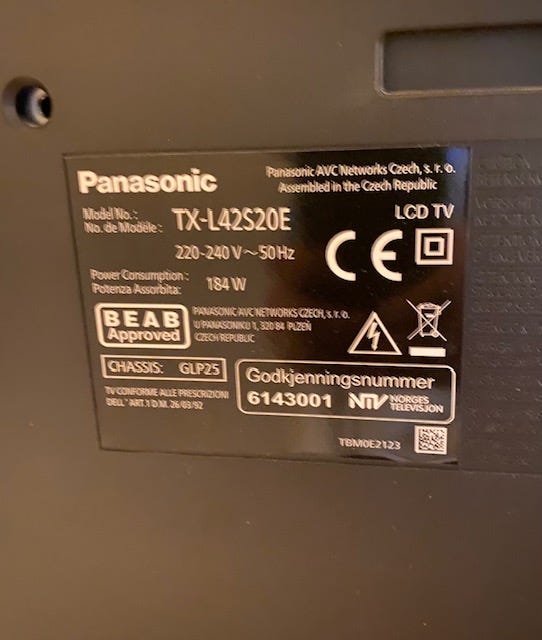 Panasonic
Panasonic AVC Networks Czech, s. r. o.
Assembled in the Czech Republic
Model No.:
No. de Modèle:
TX-L42S20E
LCD TV
220-240 V ~ 50 Hz
CE
Power Consumption:
Potenza Assorbita:
184 W
BEAB
Approved
PANASONIC AVC NETWORKS CZECH, s. r. o.
U PANASONIKU 1, 320 84 PLZEŇ
CZECH REPUBLIC
CHASSIS: GLP25
TV CONFORME ALLE PRESCRIZIONI
DELL' ART.1 D.M. 26/03/92
Godkjenningsnummer
6143001 NTV NORGES
TELEVISJON
TBM0E2123